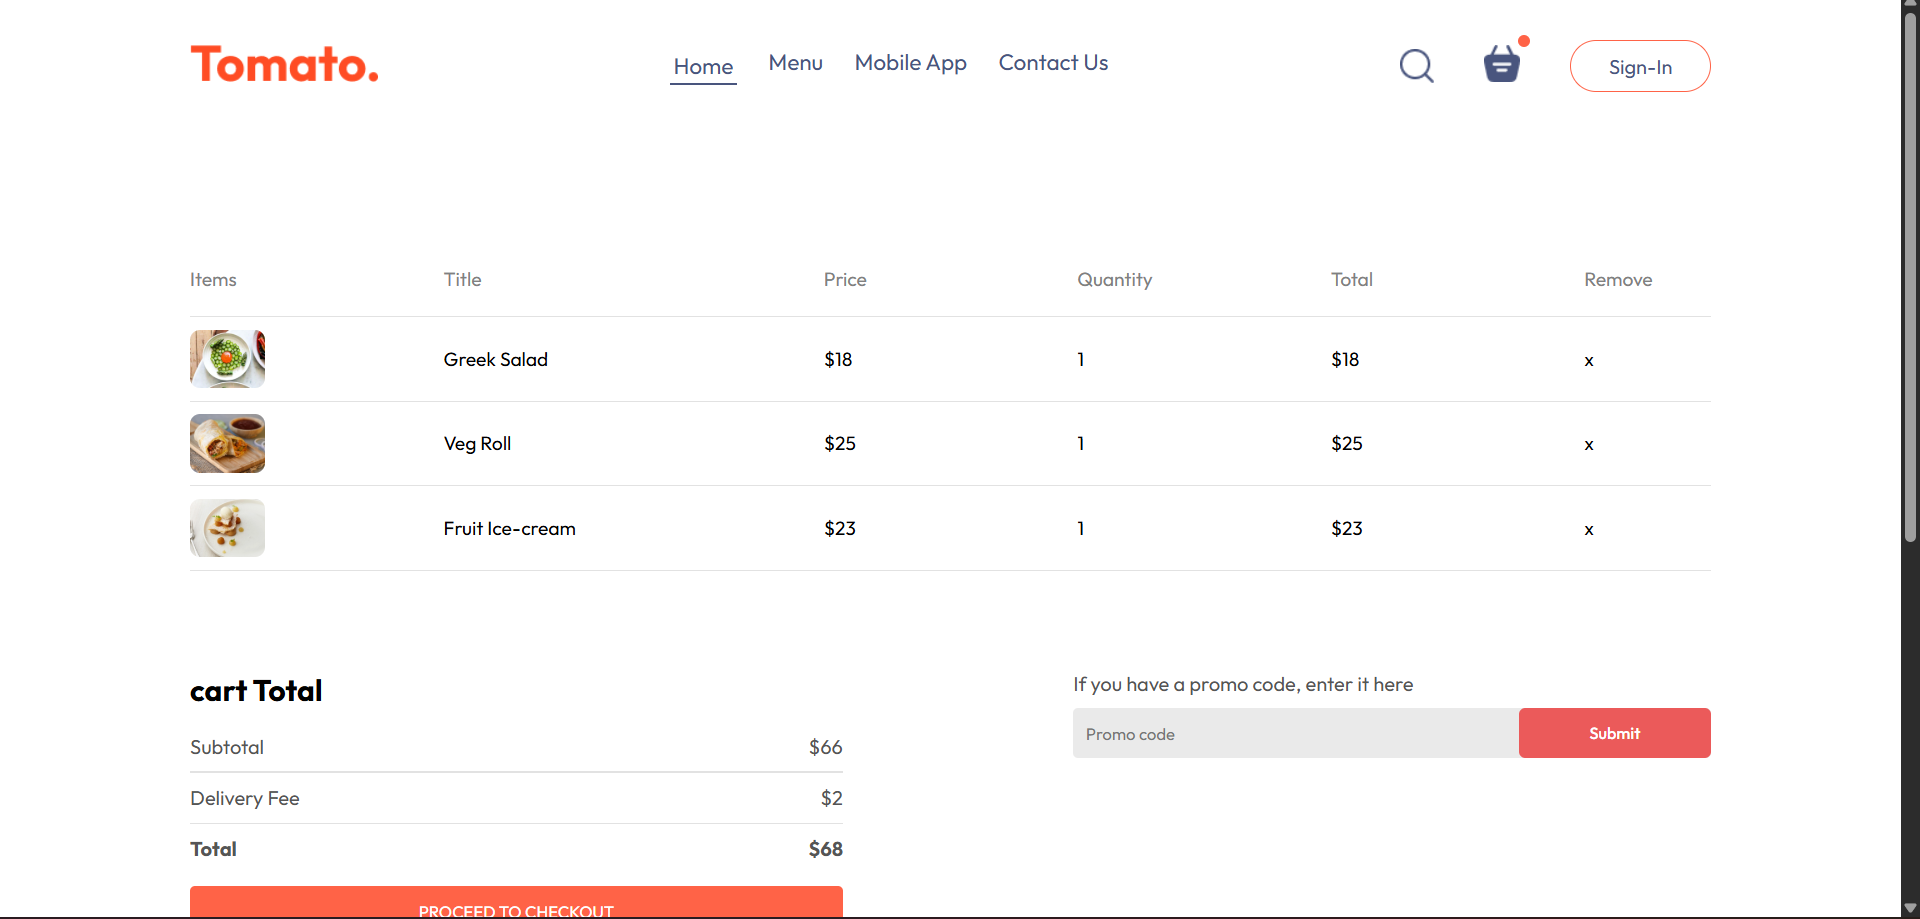 Tomato.
Home Menu Mobile App Contact Us Sign-In
Items Title Price Quantity Total Remove
Greek Salad $18 1 $18 x
Veg Roll $25 1 $25 x
Fruit Ice-cream $23 1 $23 x
cart Total
Subtotal $66
Delivery Fee $2
Total $68
PROCEED TO CHECKOUT
If you have a promo code, enter it here
Promo code Submit